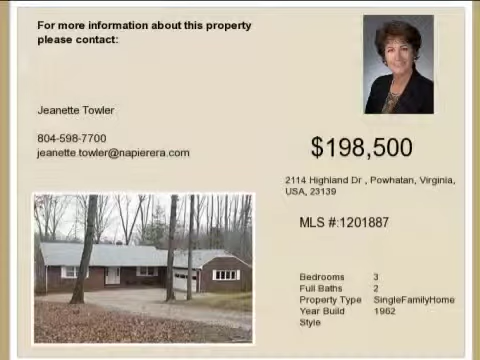 For more information about this property
please contact:
Jeanette Towler
804-598-7700
jeanette.towler@napierera.com
$198,500
2114 Highland Dr , Powhatan, Virginia,
USA, 23139
MLS #:1201887
Bedrooms 3
Full Baths 2
Property Type SingleFamilyHome
Year Build 1962
Style